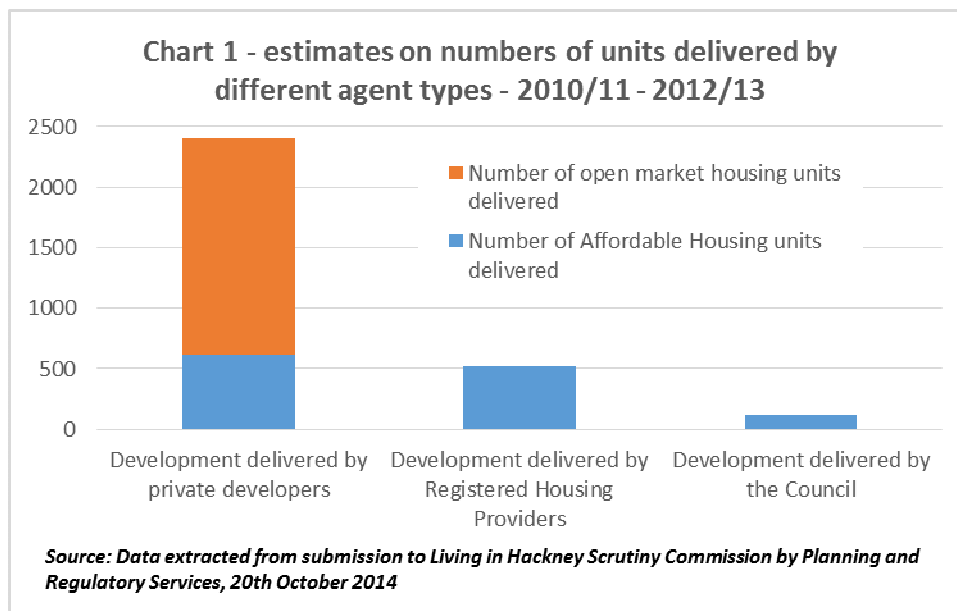 Chart 1 - estimates on numbers of units delivered by
different agent types - 2010/11 - 2012/13
2500
2000
1500
1000
500
0
Number of open market housing units
delivered
Number of Affordable Housing units
delivered
Development delivered by
private developers
Development delivered by
Registered Housing
Providers
Development delivered by
the Council
Source: Data extracted from submission to Living in Hackney Scrutiny Commission by Planning and
Regulatory Services, 20th October 2014